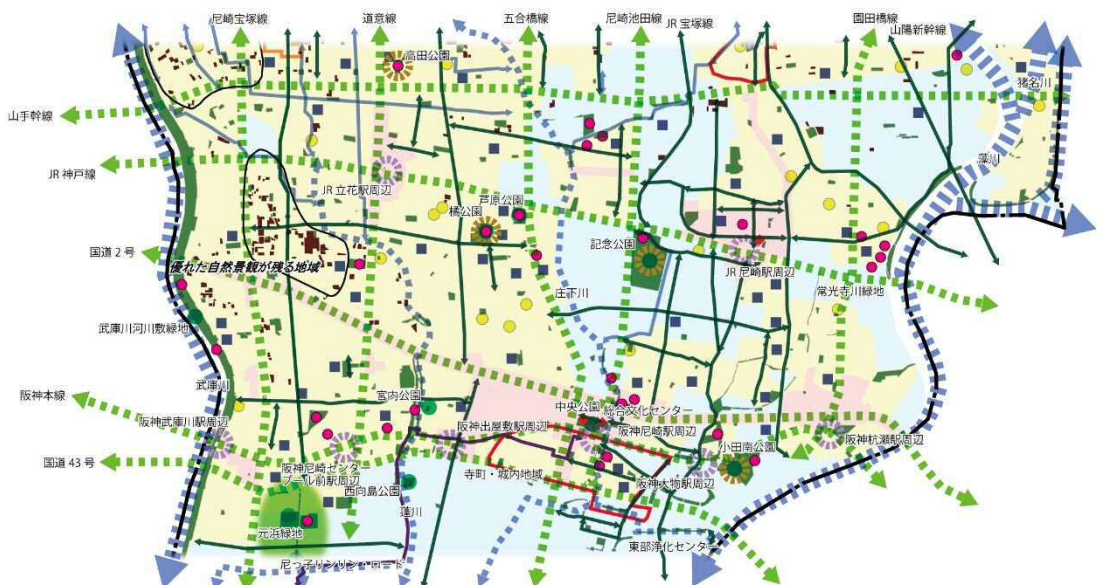 尼崎宝塚線
道意線
五合橋線
尼崎池田線
JR 宝塚線
園田橋線
山陽新幹線
高田公園
猪名川
山手幹線
藻川
JR 神戸線
JR 立花駅周辺
芦原公園
橘公園
記念公園
国道 2 号
優れた自然景観が残る地域
JR 尼崎駅周辺
常光寺川緑地
庄下川
武庫川河川敷緑地
武庫川
宮内公園
阪神本線
中央公園
総合文化センター
阪神武庫川駅周辺
阪神出屋敷駅周辺
阪神尼崎駅周辺
阪神杭瀬駅周辺
小田南公園
国道 43 号
阪神尼崎センター
プール前駅周辺
寺町・城内地域
阪神大物駅周辺
西向島公園
蓬川
元浜緑地
東部浄化センター
尼っ子リンリン・ロード